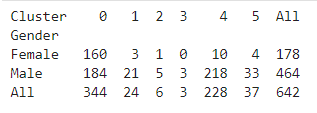 Cluster 0 1 2 3 4 5 All
Gender
Female 160 3 1 0 10 4 178
Male 184 21 5 3 218 33 464
All 344 24 6 3 228 37 642